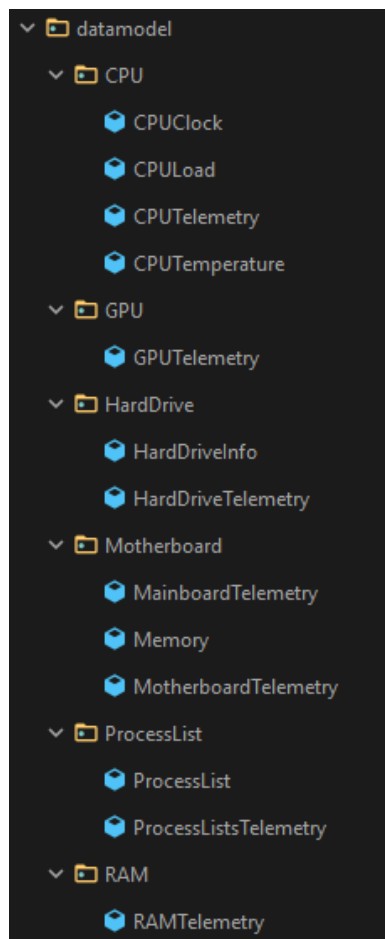 datamodel
CPU
CPUClock
CPULoad
CPUTelemetry
CPUTemperature
GPU
GPUTelemetry
HardDrive
HardDriveInfo
HardDriveTelemetry
Motherboard
MainboardTelemetry
Memory
MotherboardTelemetry
ProcessList
ProcessList
ProcessListsTelemetry
RAM
RAMTelemetry